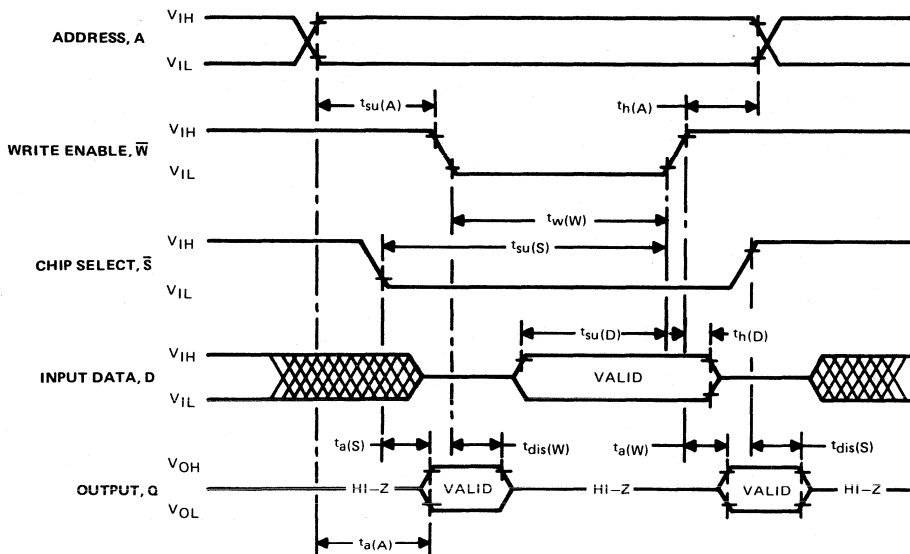 VIH
ADDRESS, A
VIL
tsu(A)
th(A)
VIH
WRITE ENABLE, W̅
VIL
tw(W)
VIH
tsu(S)
CHIP SELECT, S̅
VIL
tsu(D)
th(D)
VIH
INPUT DATA, D
VALID
VIL
ta(S)
tdis(W)
ta(W)
tdis(S)
VOH
OUTPUT, Q
HI-Z VALID HI-Z VALID HI-Z
VOL
ta(A)